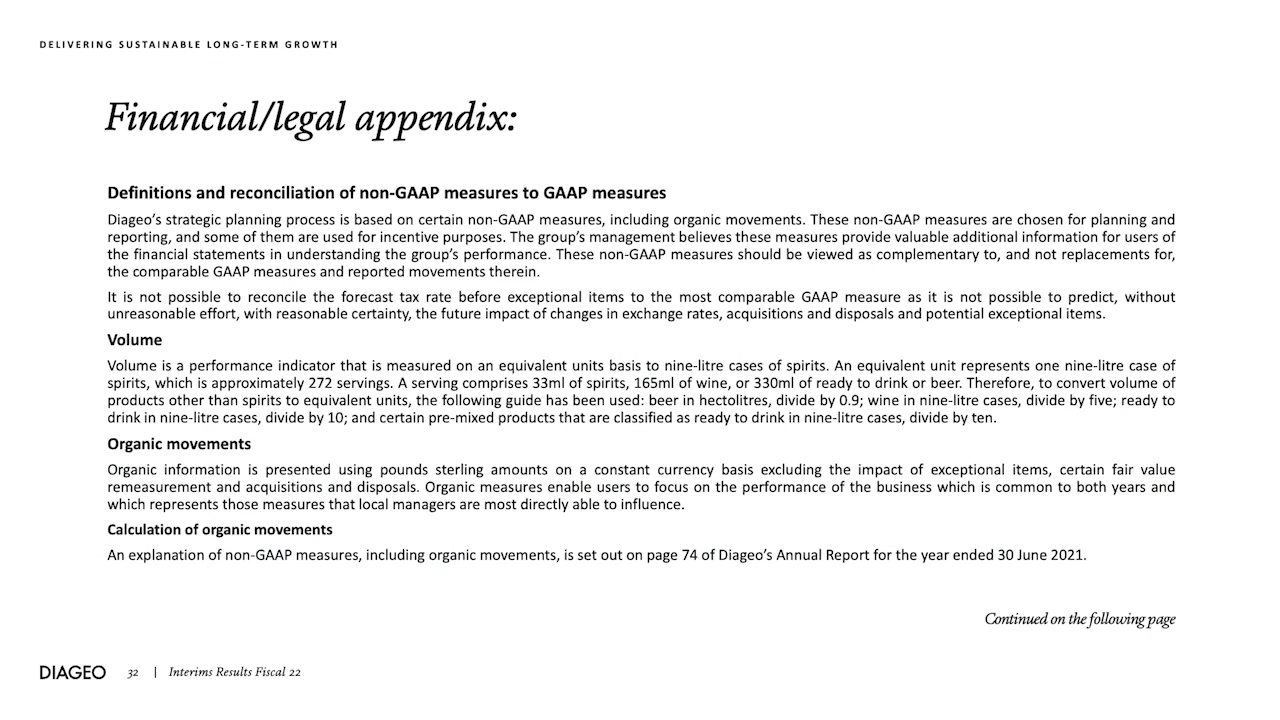 DELIVERING SUSTAINABLE LONG-TERM GROWTH
Financial/legal appendix:
Definitions and reconciliation of non-GAAP measures to GAAP measures
Diageo’s strategic planning process is based on certain non-GAAP measures, including organic movements. These non-GAAP measures are chosen for planning and
reporting, and some of them are used for incentive purposes. The group’s management believes these measures provide valuable additional information for users of
the financial statements in understanding the group’s performance. These non-GAAP measures should be viewed as complementary to, and not replacements for,
the comparable GAAP measures and reported movements therein.
It is not possible to reconcile the forecast tax rate before exceptional items to the most comparable GAAP measure as it is not possible to predict, without
unreasonable effort, with reasonable certainty, the future impact of changes in exchange rates, acquisitions and disposals and potential exceptional items.
Volume
Volume is a performance indicator that is measured on an equivalent units basis to nine-litre cases of spirits. An equivalent unit represents one nine-litre case of
spirits, which is approximately 272 servings. A serving comprises 33ml of spirits, 165ml of wine, or 330ml of ready to drink or beer. Therefore, to convert volume of
products other than spirits to equivalent units, the following guide has been used: beer in hectolitres, divide by 0.9; wine in nine-litre cases, divide by five; ready to
drink in nine-litre cases, divide by 10; and certain pre-mixed products that are classified as ready to drink in nine-litre cases, divide by ten.
Organic movements
Organic information is presented using pounds sterling amounts on a constant currency basis excluding the impact of exceptional items, certain fair value
remeasurement and acquisitions and disposals. Organic measures enable users to focus on the performance of the business which is common to both years and
which represents those measures that local managers are most directly able to influence.
Calculation of organic movements
An explanation of non-GAAP measures, including organic movements, is set out on page 74 of Diageo’s Annual Report for the year ended 30 June 2021.
Continued on the following page
DIAGEO 32 | Interims Results Fiscal 22